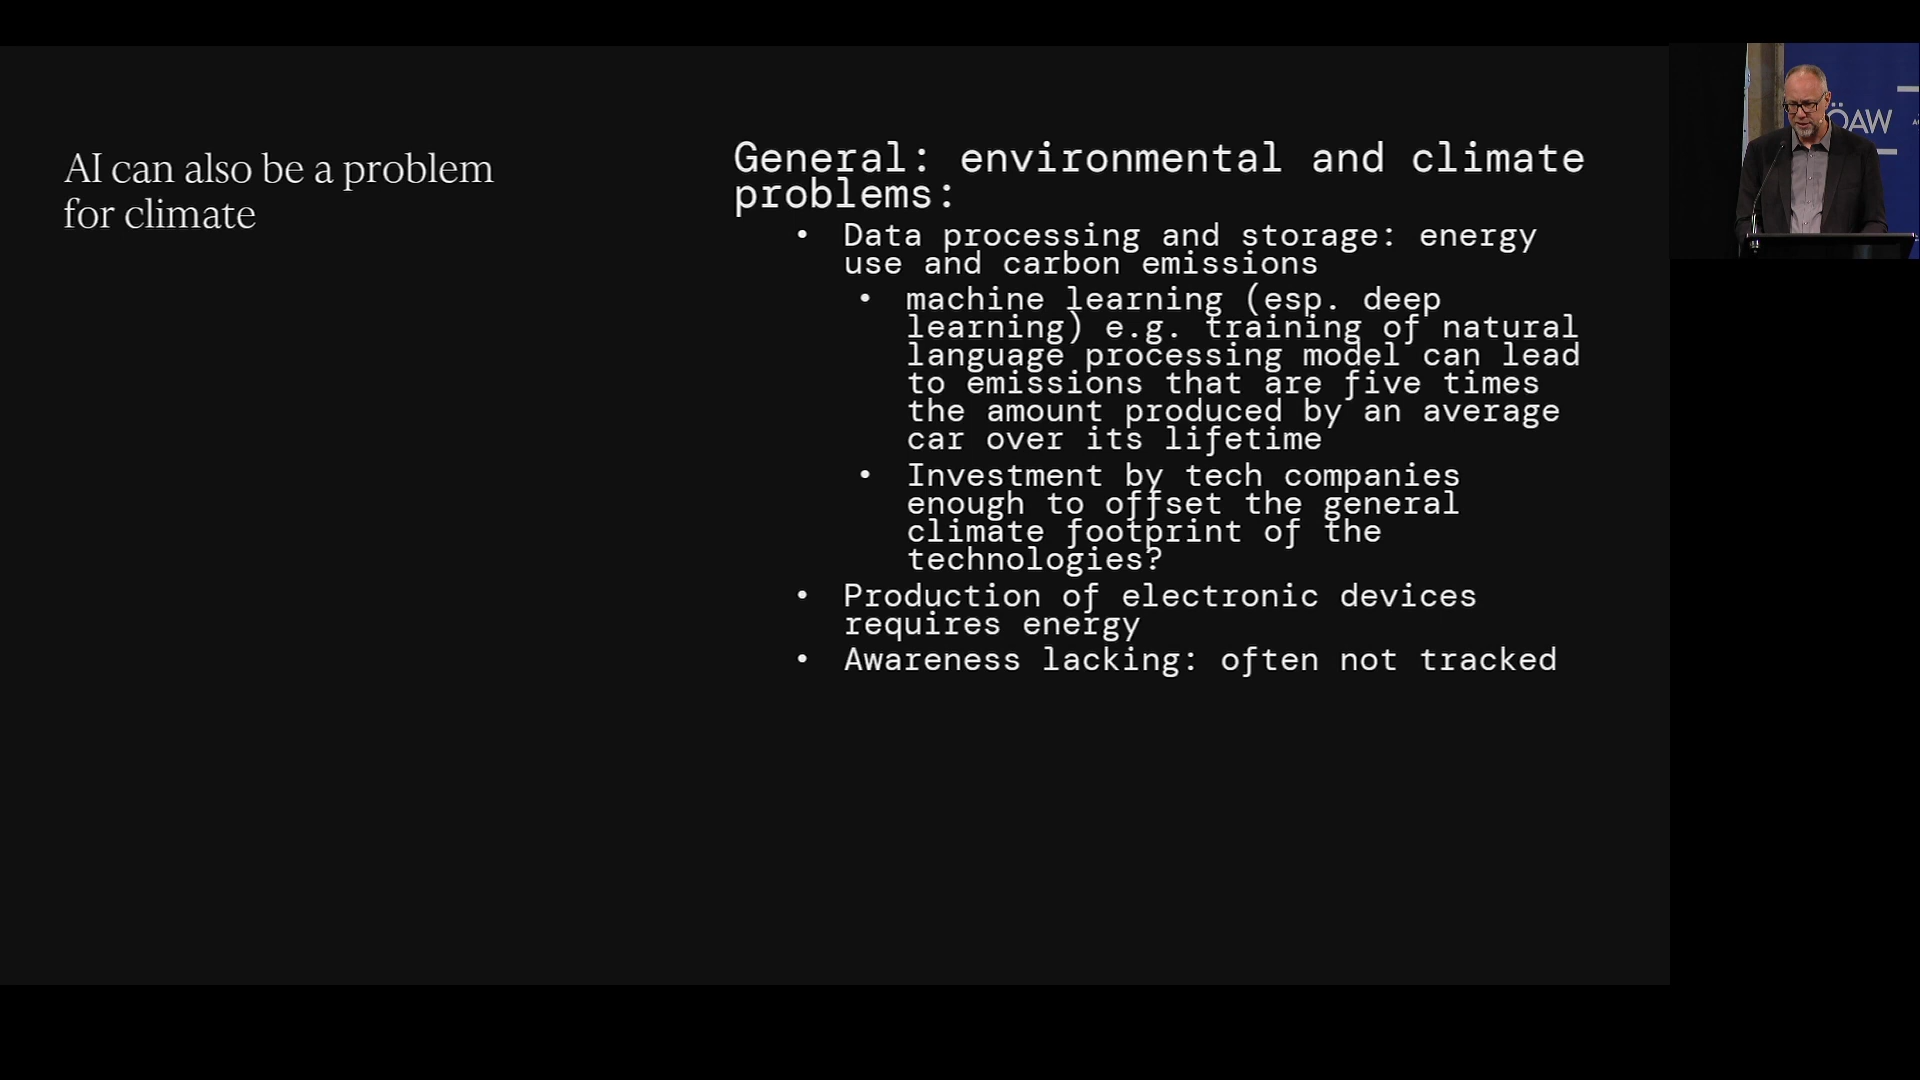 AI can also be a problem
for climate
General: environmental and climate
problems:
• Data processing and storage: energy
use and carbon emissions
• machine learning (esp. deep
learning) e.g. training of natural
language processing model can lead
to emissions that are five times
the amount produced by an average
car over its lifetime
• Investment by tech companies
enough to offset the general
climate footprint of the
technologies?
• Production of electronic devices
requires energy
• Awareness lacking: often not tracked
ÖAW